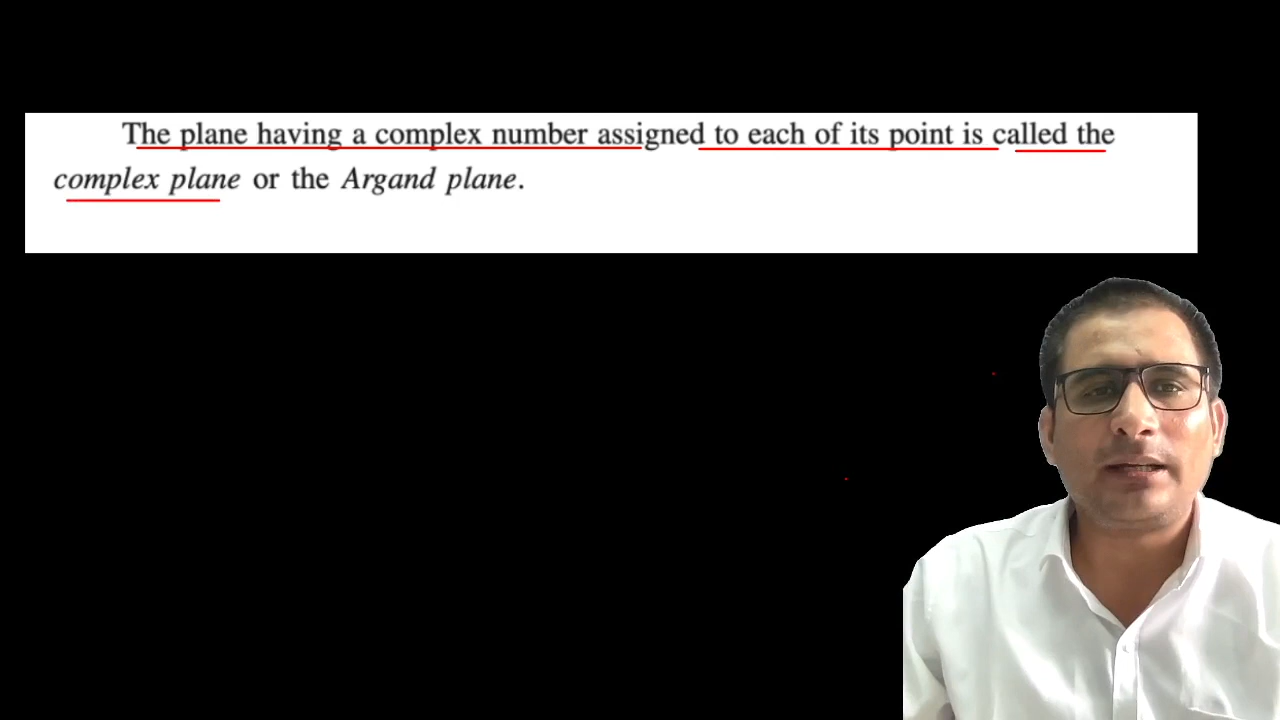 The plane having a complex number assigned to each of its point is called the
complex plane or the Argand plane.